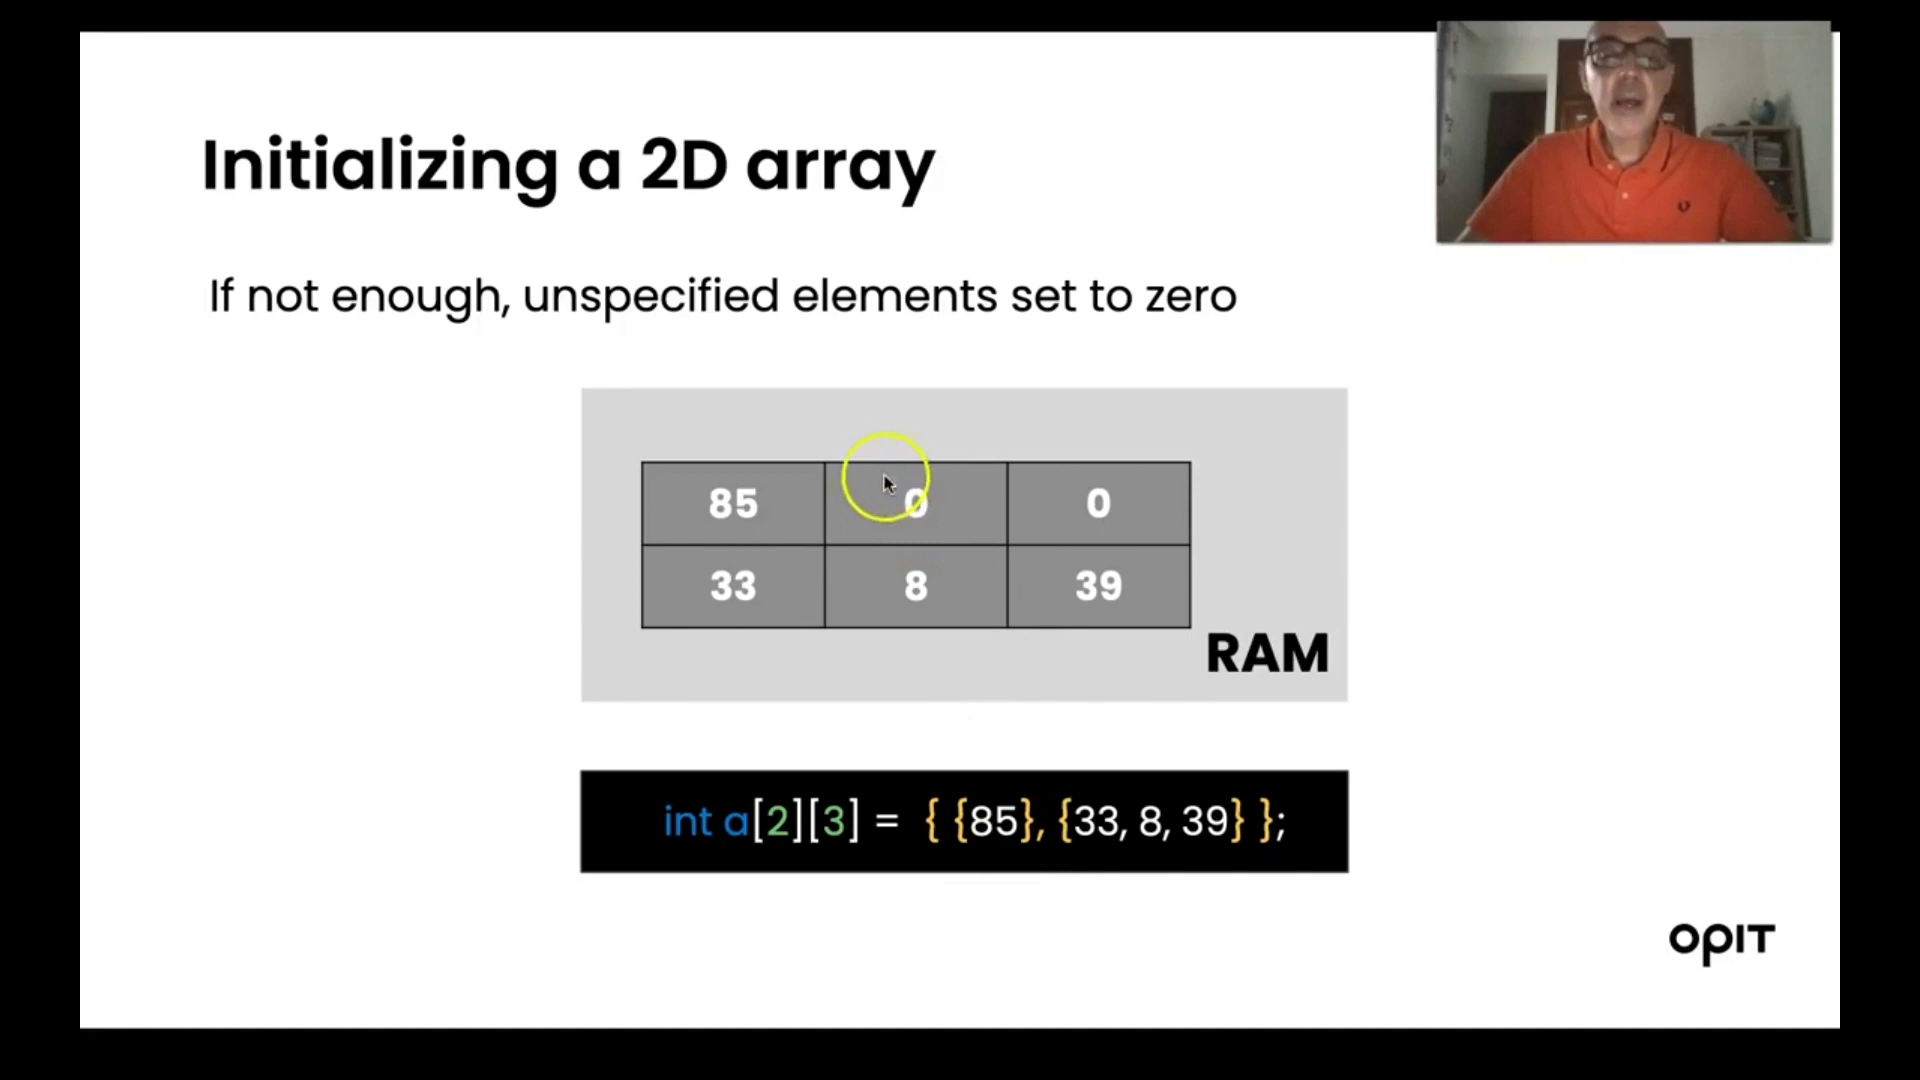 Initializing a 2D array
If not enough, unspecified elements set to zero
85 0 0
33 8 39
RAM
int a[2][3] = { {85}, {33, 8, 39} };
opit